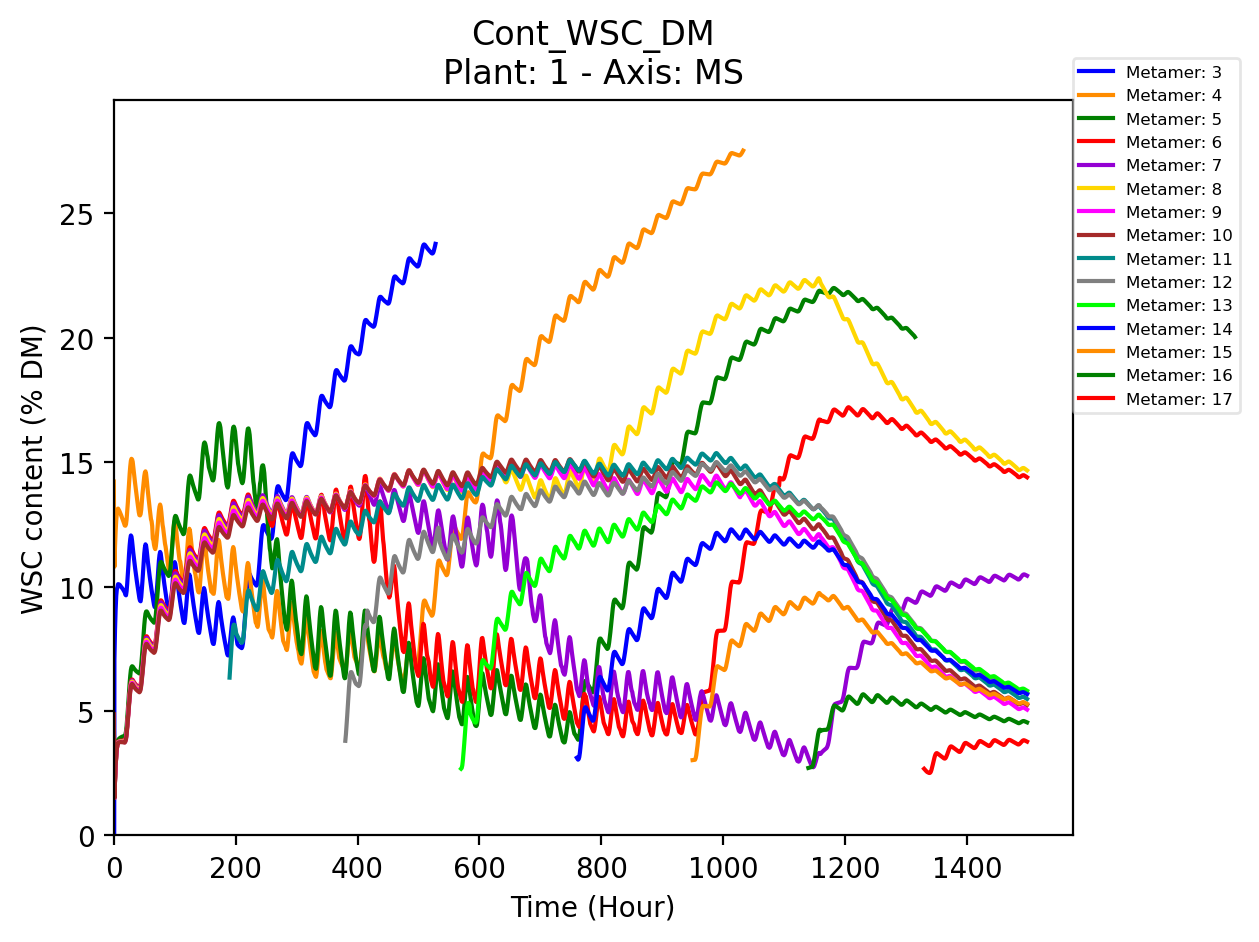 Cont_WSC_DM
Plant: 1 - Axis: MS
Metamer: 3
Metamer: 4
Metamer: 5
Metamer: 6
Metamer: 7
Metamer: 8
Metamer: 9
Metamer: 10
Metamer: 11
Metamer: 12
Metamer: 13
Metamer: 14
Metamer: 15
Metamer: 16
Metamer: 17
WSC content (% DM)
25
20
15
10
5
0
0 200 400 600 800 1000 1200 1400
Time (Hour)